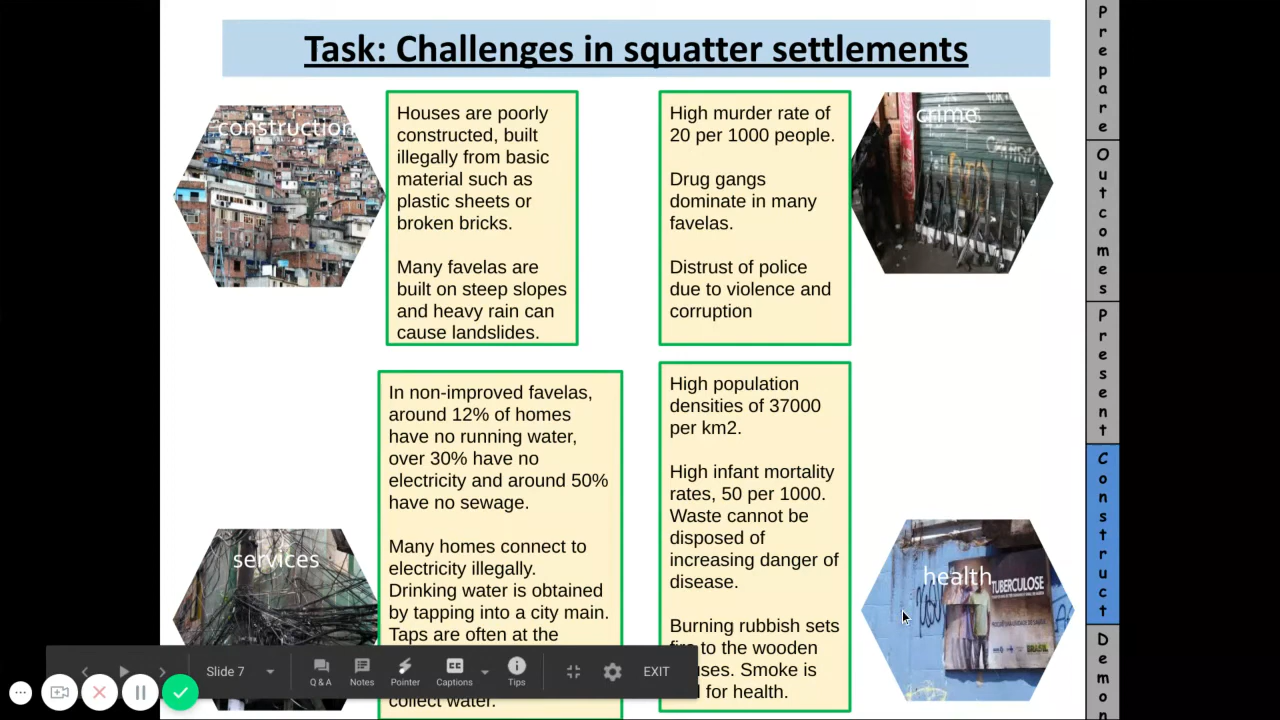 Task: Challenges in squatter settlements
construction
Houses are poorly
constructed, built
illegally from basic
material such as
plastic sheets or
broken bricks.
Many favelas are
built on steep slopes
and heavy rain can
cause landslides.
High murder rate of
20 per 1000 people.
Drug gangs
dominate in many
favelas.
Distrust of police
due to violence and
corruption
crime
services
In non-improved favelas,
around 12% of homes
have no running water,
over 30% have no
electricity and around 50%
have no sewage.
Many homes connect to
electricity illegally.
Drinking water is obtained
by tapping into a city main.
Taps are often at the
collect water.
High population
densities of 37000
per km2.
High infant mortality
rates, 50 per 1000.
Waste cannot be
disposed of
increasing danger of
disease.
Burning rubbish sets
to the wooden
Smoke is
for health.
health
TUBERCULOSE
BRASIL
Prepare
Outcomes
Present
Construct
Demon
Slide 7
Q & A
Notes
Pointer
Captions
Tips
EXIT